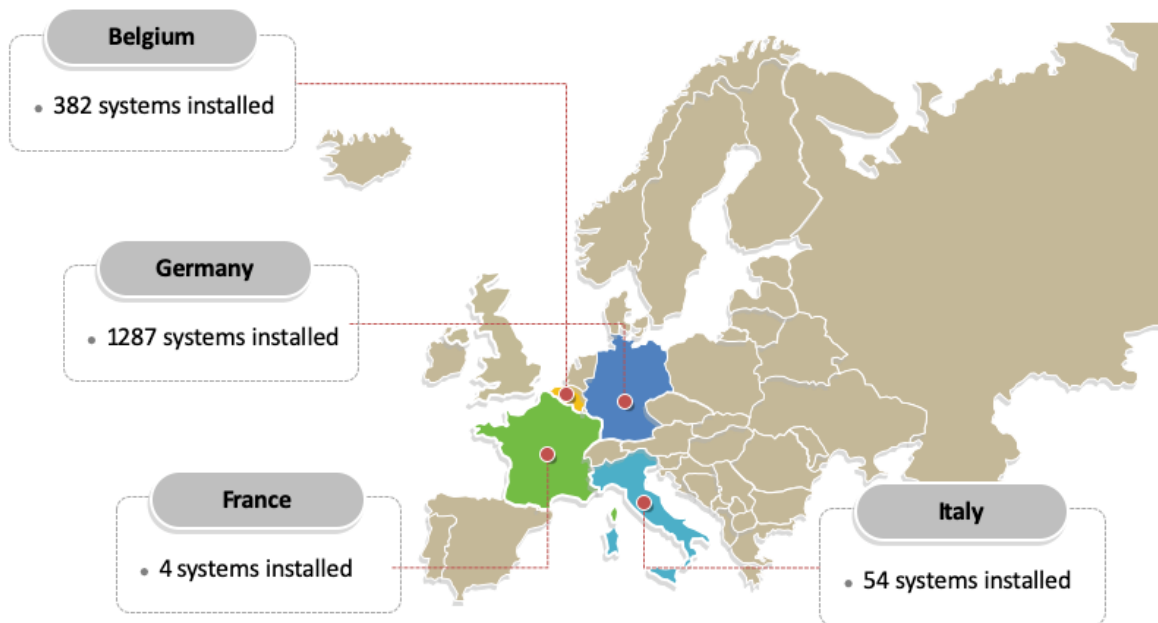 Belgium
• 382 systems installed
Germany
• 1287 systems installed
France
• 4 systems installed
Italy
• 54 systems installed